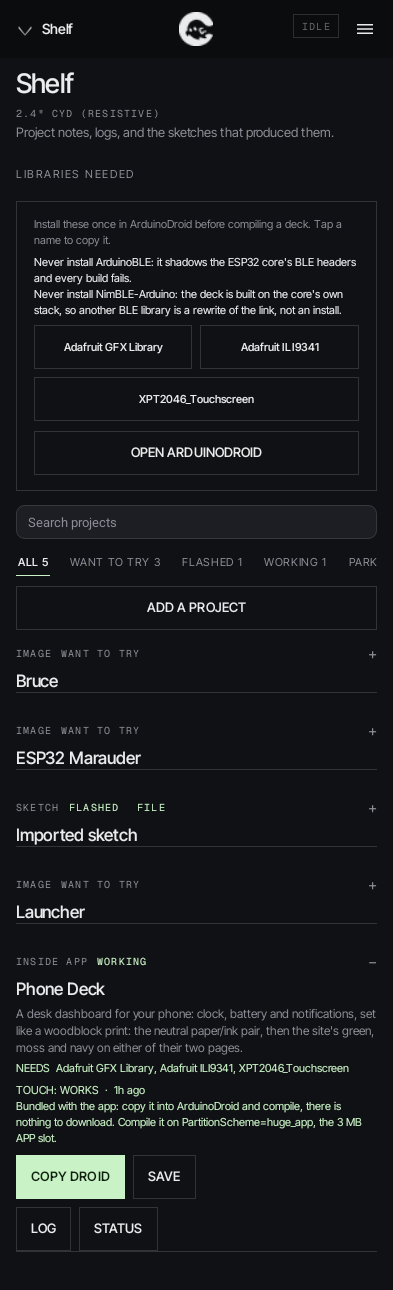 Shelf
IDLE
Shelf
2.4" CYD (RESISTIVE)
Project notes, logs, and the sketches that produced them.
LIBRARIES NEEDED
Install these once in ArduinoDroid before compiling a deck. Tap a
name to copy it.
Never install ArduinoBLE: it shadows the ESP32 core's BLE headers
and every build fails.
Never install NimBLE-Arduino: the deck is built on the core's own
stack, so another BLE library is a rewrite of the link, not an install.
Adafruit GFX Library
Adafruit ILI9341
XPT2046_Touchscreen
OPEN ARDUINODROID
Search projects
ALL 5 WANT TO TRY 3 FLASHED 1 WORKING 1 PARK
ADD A PROJECT
IMAGE WANT TO TRY +
Bruce
IMAGE WANT TO TRY +
ESP32 Marauder
SKETCH FLASHED FILE +
Imported sketch
IMAGE WANT TO TRY +
Launcher
INSIDE APP WORKING −
Phone Deck
A desk dashboard for your phone: clock, battery and notifications, set
like a woodblock print: the neutral paper/ink pair, then the site's green,
moss and navy on either of their two pages.
NEEDS Adafruit GFX Library, Adafruit ILI9341, XPT2046_Touchscreen
TOUCH: WORKS · 1h ago
Bundled with the app: copy it into ArduinoDroid and compile, there is
nothing to download. Compile it on PartitionScheme=huge_app, the 3 MB
APP slot.
COPY DROID
SAVE
LOG
STATUS